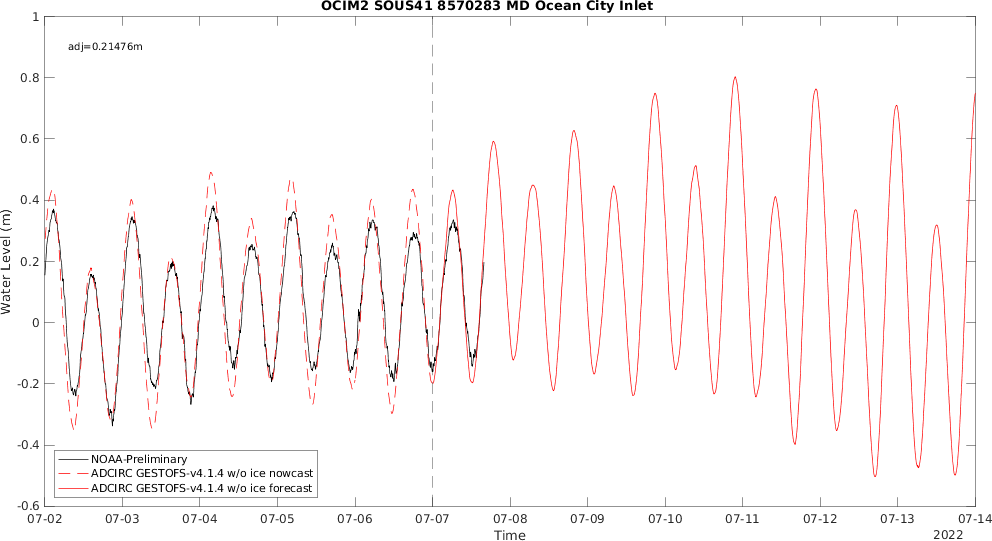 OCIM2 SOUS41 8570283 MD Ocean City Inlet
adj=0.21476m
Water Level (m)
1
0.8
0.6
0.4
0.2
0
-0.2
-0.4
-0.6
NOAA-Preliminary
ADCIRC GESTOFS-v4.1.4 w/o ice nowcast
ADCIRC GESTOFS-v4.1.4 w/o ice forecast
07-02 07-03 07-04 07-05 07-06 07-07 07-08 07-09 07-10 07-11 07-12 07-13 07-14
Time
2022